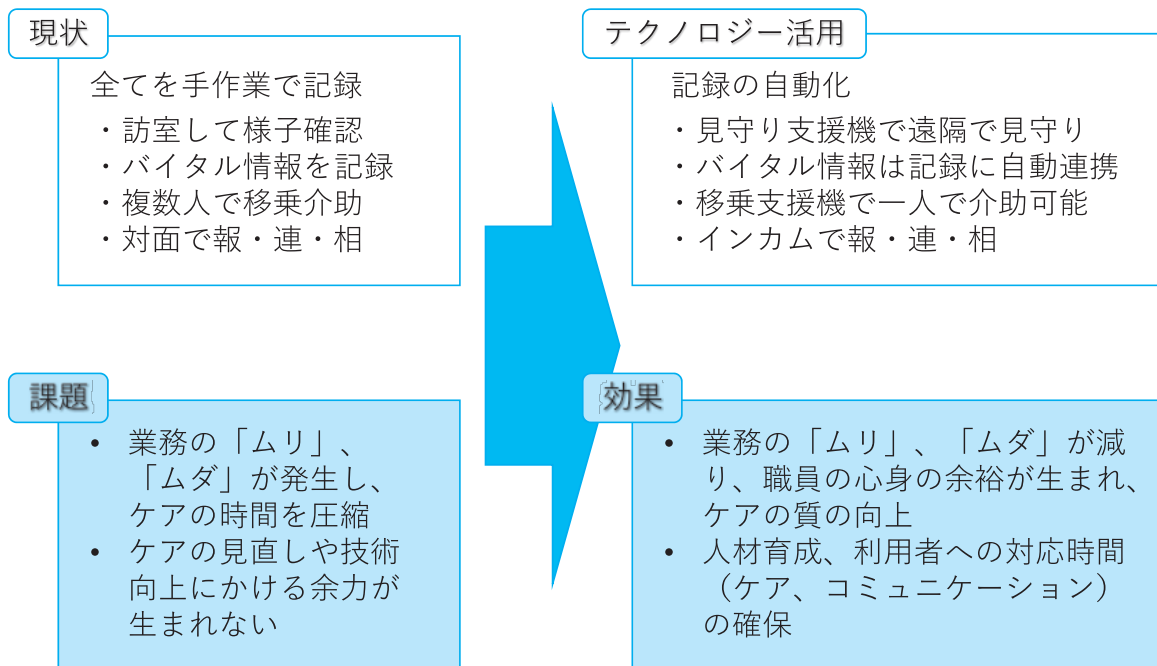 現状
全てを手作業で記録
・訪室して様子確認
・バイタル情報を記録
・複数人で移乗介助
・対面で報・連・相
テクノロジー活用
記録の自動化
・見守り支援機で遠隔で見守り
・バイタル情報は記録に自動連携
・移乗支援機で一人で介助可能
・インカムで報・連・相
課題
• 業務の「ムリ」、
「ムダ」が発生し、
ケアの時間を圧縮
• ケアの見直しや技術
向上にかける余力が
生まれない
効果
• 業務の「ムリ」、「ムダ」が減
り、職員の心身の余裕が生まれ、
ケアの質の向上
• 人材育成、利用者への対応時間
（ケア、コミュニケーション）
の確保